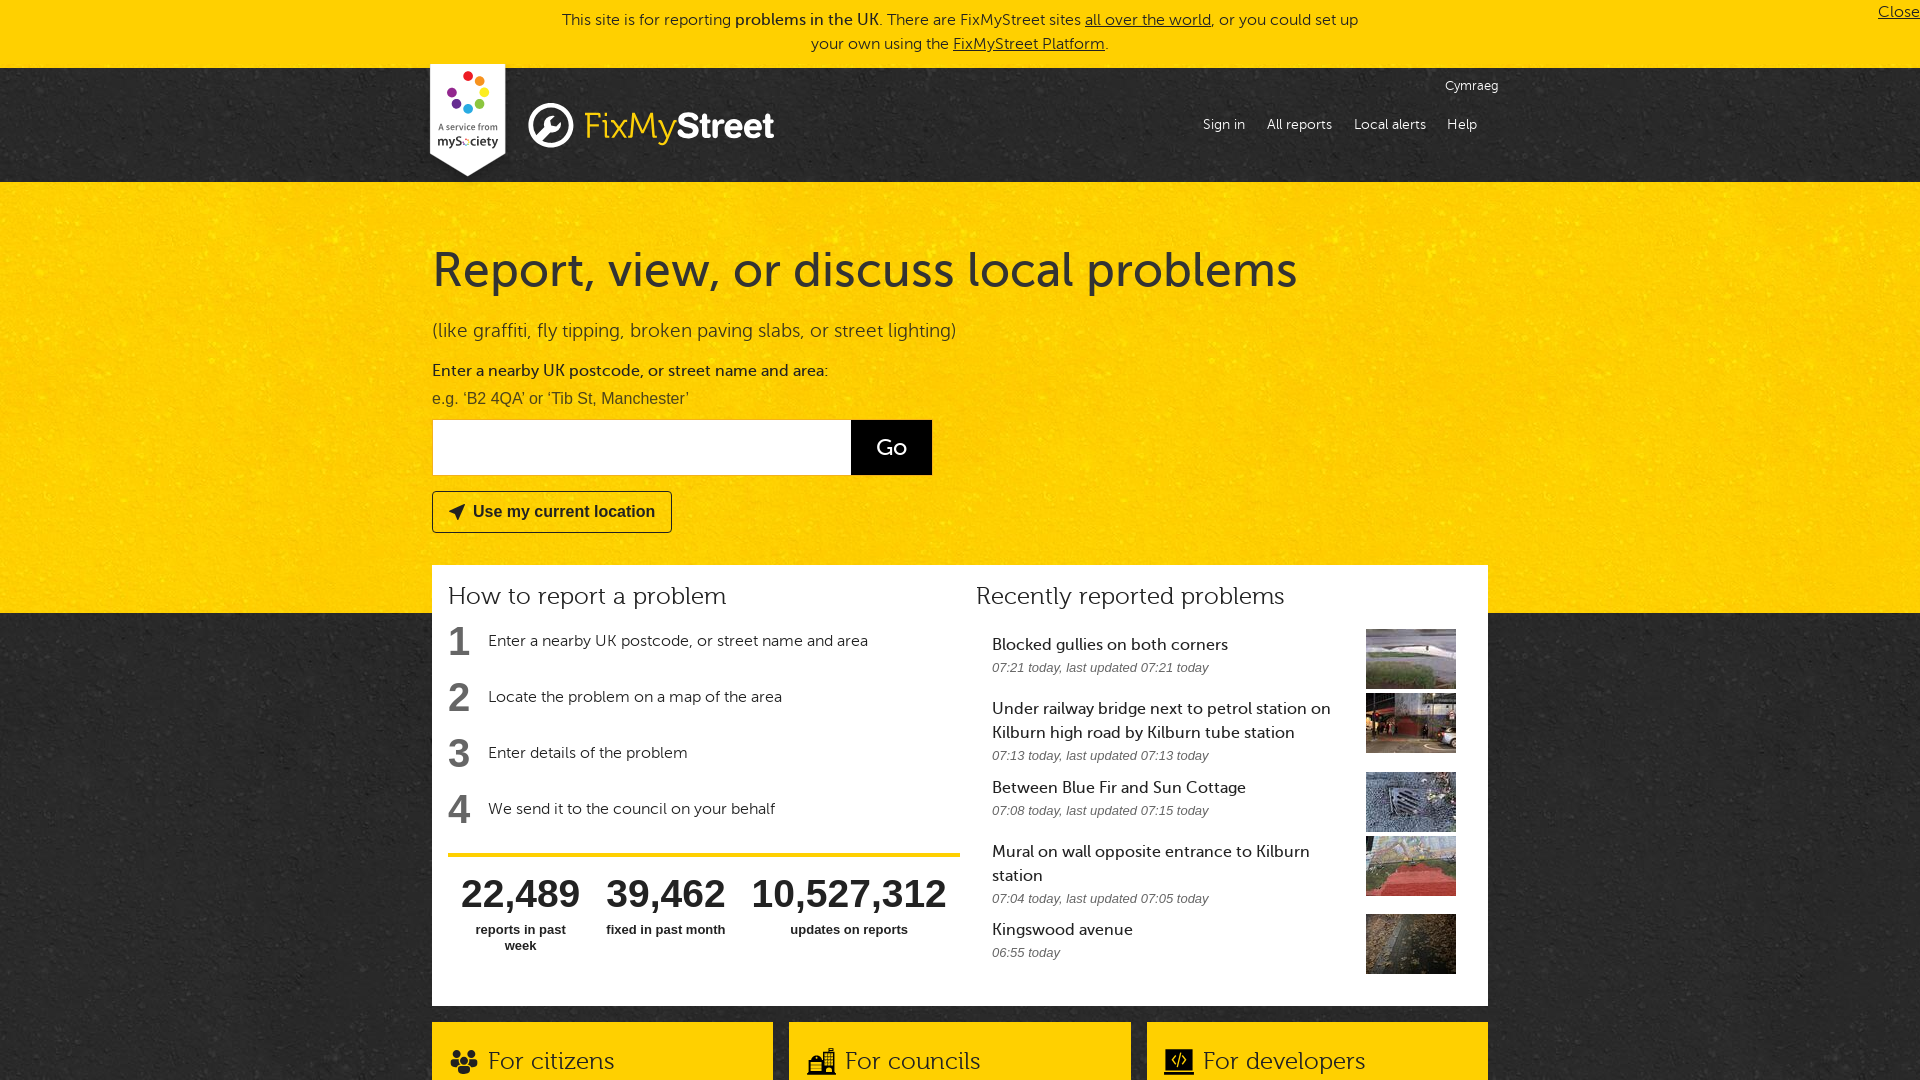 This site is for reporting problems in the UK. There are FixMyStreet sites all over the world, or you could set up
your own using the FixMyStreet Platform.
Close
A service from
mySociety
FixMyStreet
Cymraeg
Sign in
All reports
Local alerts
Help
Report, view, or discuss local problems
(like graffiti, fly tipping, broken paving slabs, or street lighting)
Enter a nearby UK postcode, or street name and area:
e.g. ‘B2 4QA’ or ‘Tib St, Manchester’
Go
Use my current location
How to report a problem
1 Enter a nearby UK postcode, or street name and area
2 Locate the problem on a map of the area
3 Enter details of the problem
4 We send it to the council on your behalf
22,489
reports in past
week
39,462
fixed in past month
10,527,312
updates on reports
Recently reported problems
Blocked gullies on both corners
07:21 today, last updated 07:21 today
Under railway bridge next to petrol station on
Kilburn high road by Kilburn tube station
07:13 today, last updated 07:13 today
Between Blue Fir and Sun Cottage
07:08 today, last updated 07:15 today
Mural on wall opposite entrance to Kilburn
station
07:04 today, last updated 07:05 today
Kingswood avenue
06:55 today
For citizens
For councils
For developers